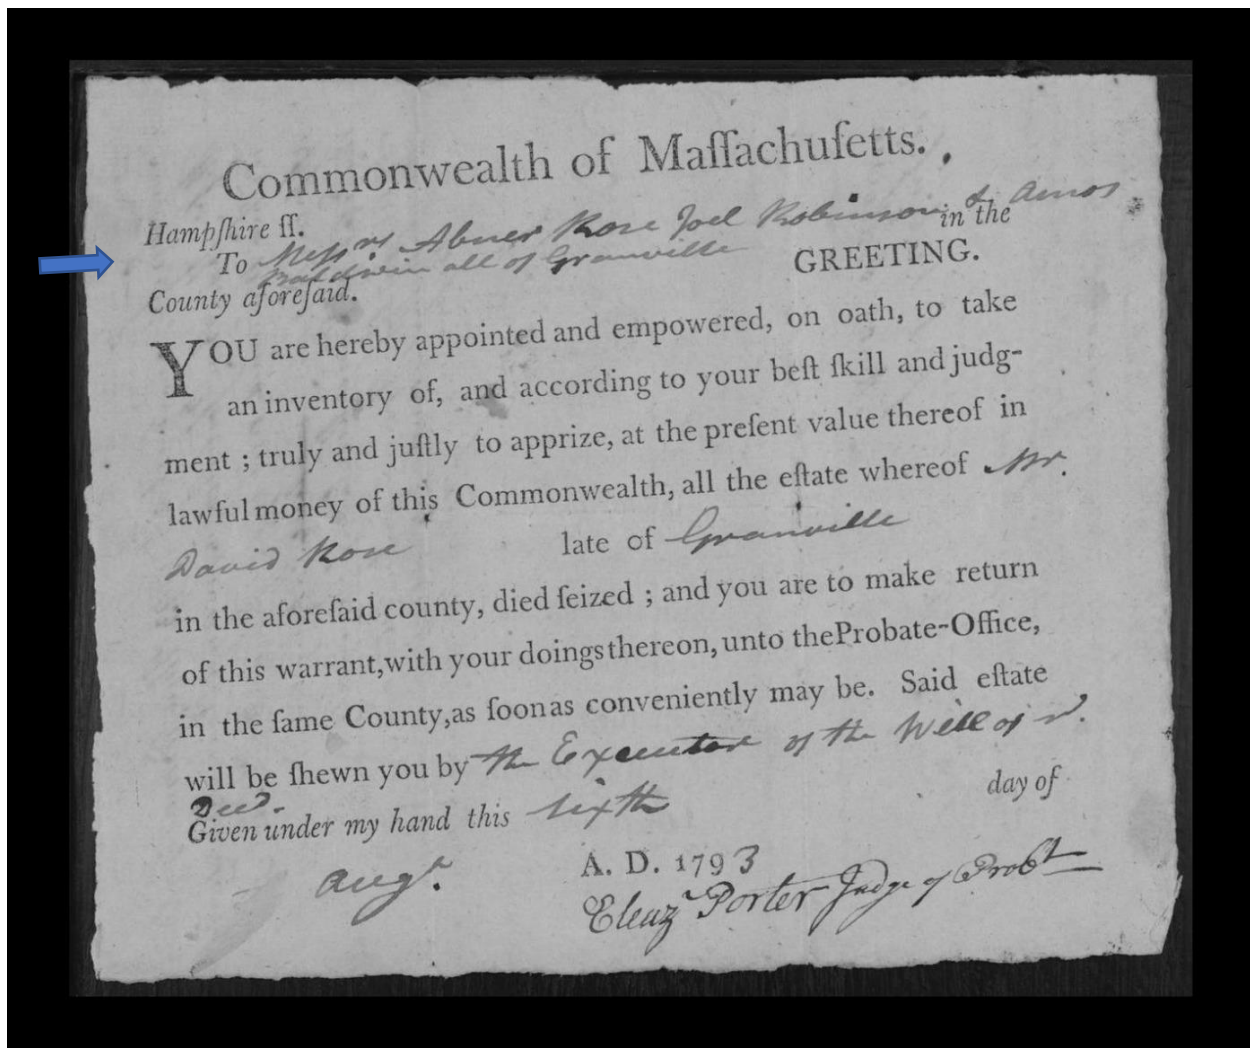 Commonwealth of Maſſachuſetts.
Hampſhire ſſ.
To Meſſrs Abner Rose Joel Robinson & Amos in the
Baldwin all of Granville GREETING.
County aforeſaid.
YOU are hereby appointed and empowered, on oath, to take
an inventory of, and according to your beſt ſkill and judg-
ment ; truly and juſtly to apprize, at the preſent value thereof in
lawful money of this Commonwealth, all the eſtate whereof Mr.
David Rose late of Granville
in the aforeſaid county, died ſeized ; and you are to make return
of this warrant, with your doings thereon, unto the Probate-Office,
in the ſame County, as ſoon as conveniently may be. Said eſtate
will be ſhewn you by the Executor of the Will of sd.
Decd.
Given under my hand this sixth day of
Augt. A. D. 1793
Eleazr Porter Judge of Probt